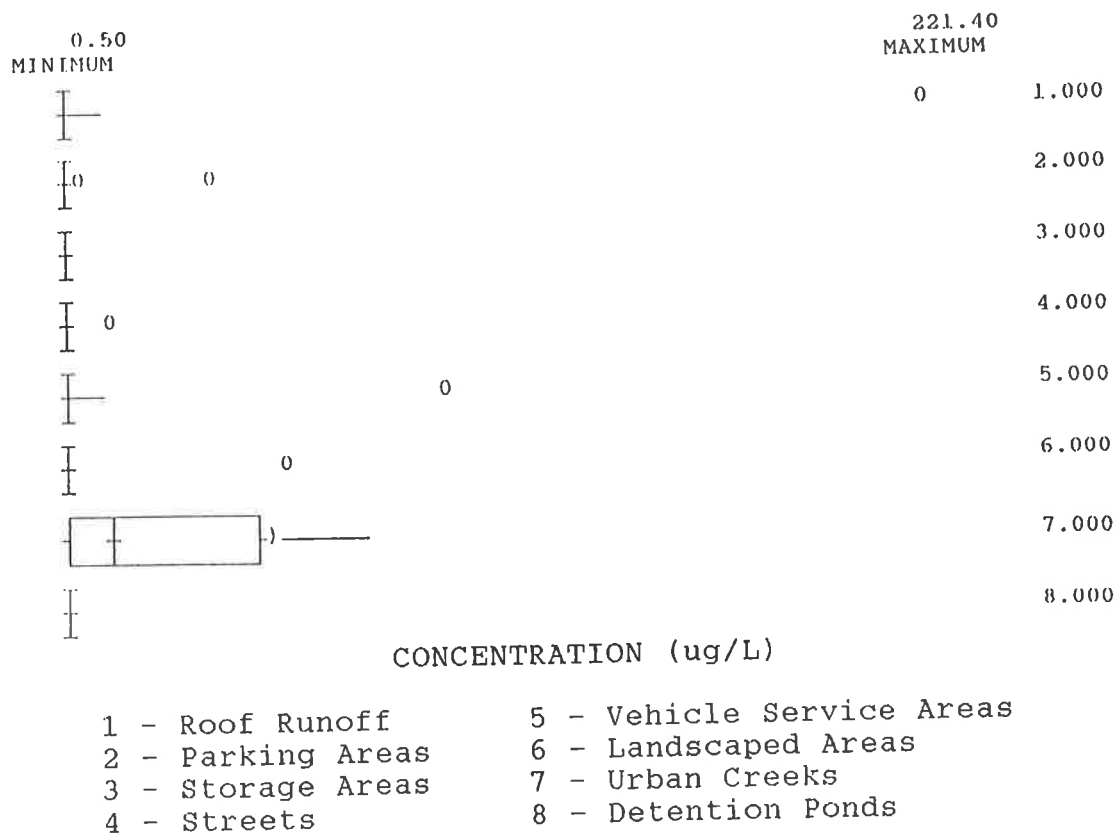 0.50
MINIMUM
221.40
MAXIMUM
1.000
2.000
3.000
4.000
5.000
6.000
7.000
8.000
CONCENTRATION (ug/L)
1 - Roof Runoff
2 - Parking Areas
3 - Storage Areas
4 - Streets
5 - Vehicle Service Areas
6 - Landscaped Areas
7 - Urban Creeks
8 - Detention Ponds